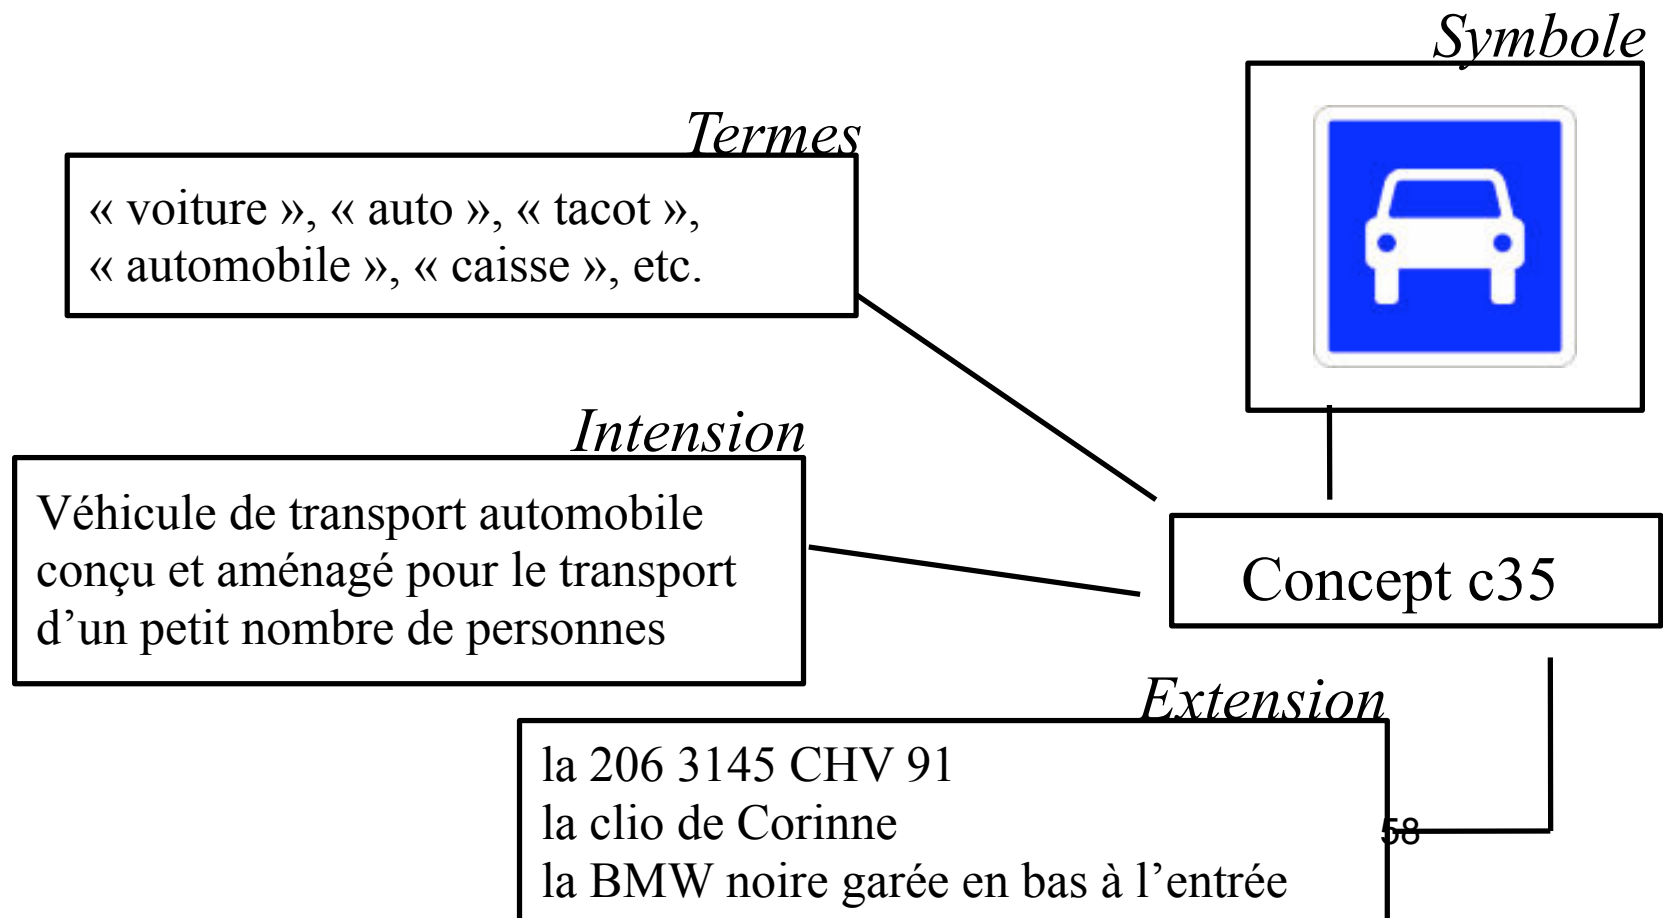 Symbole
Termes
« voiture », « auto », « tacot »,
« automobile », « caisse », etc.
Intension
Véhicule de transport automobile
conçu et aménagé pour le transport
d’un petit nombre de personnes
Concept c35
Extension
la 206 3145 CHV 91
la clio de Corinne
la BMW noire garée en bas à l’entrée
58